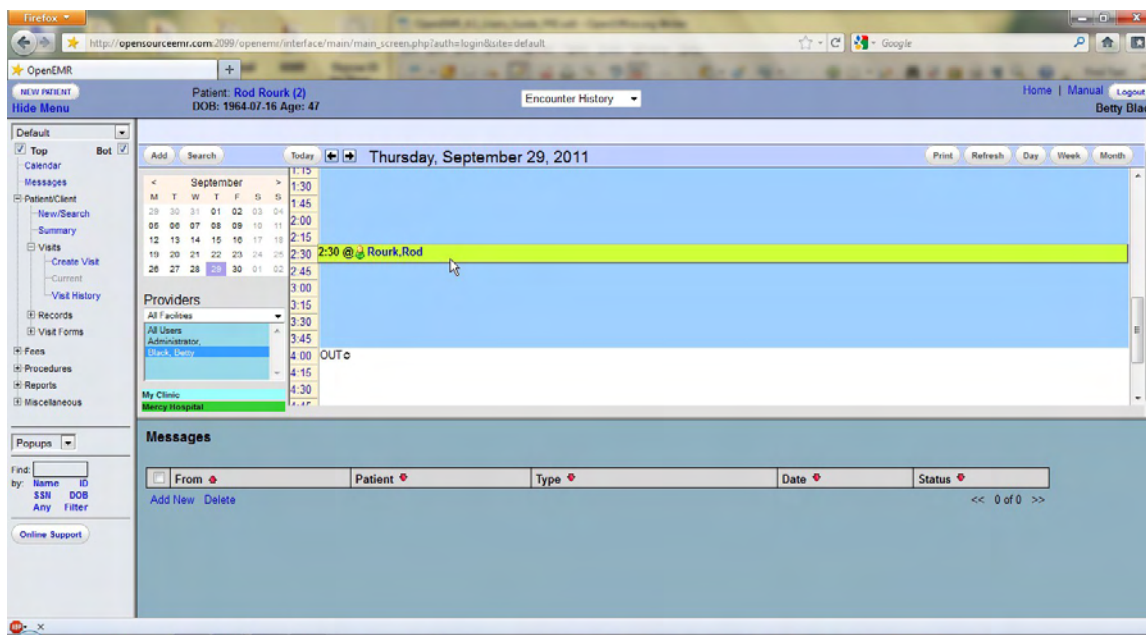 Firefox
http://opensourceemr.com:2099/openemr/interface/main/main_screen.php?auth=login&site=default
Google
OpenEMR
+
NEW PATIENT
Hide Menu
Patient: Rod Rourk (2)
DOB: 1964-07-16 Age: 47
Encounter History
Home | Manual Logout
Betty Blac
Default
Top Bot
Calendar
Messages
Patient/Client
New/Search
Summary
Visits
Create Visit
Current
Visit History
Records
Visit Forms
Fees
Procedures
Reports
Miscellaneous
Popups
Find:
by: Name ID
SSN DOB
Any Filter
Online Support
Add Search Today Thursday, September 29, 2011 Print Refresh Day Week Month
< September >
M T W T F S S
29 30 31 01 02 03 04
05 06 07 08 09 10 11
12 13 14 15 16 17 18
19 20 21 22 23 24 25
26 27 28 29 30 01 02
Providers
All Facilities
All Users
Administrator,
Black, Betty
My Clinic
Mercy Hospital
1:15
1:30
1:45
2:00
2:15
2:30 2:30 @ Rourk,Rod
2:45
3:00
3:15
3:30
3:45
4:00 OUT
4:15
4:30
4:45
Messages
From Patient Type Date Status
Add New Delete << 0 of 0 >>